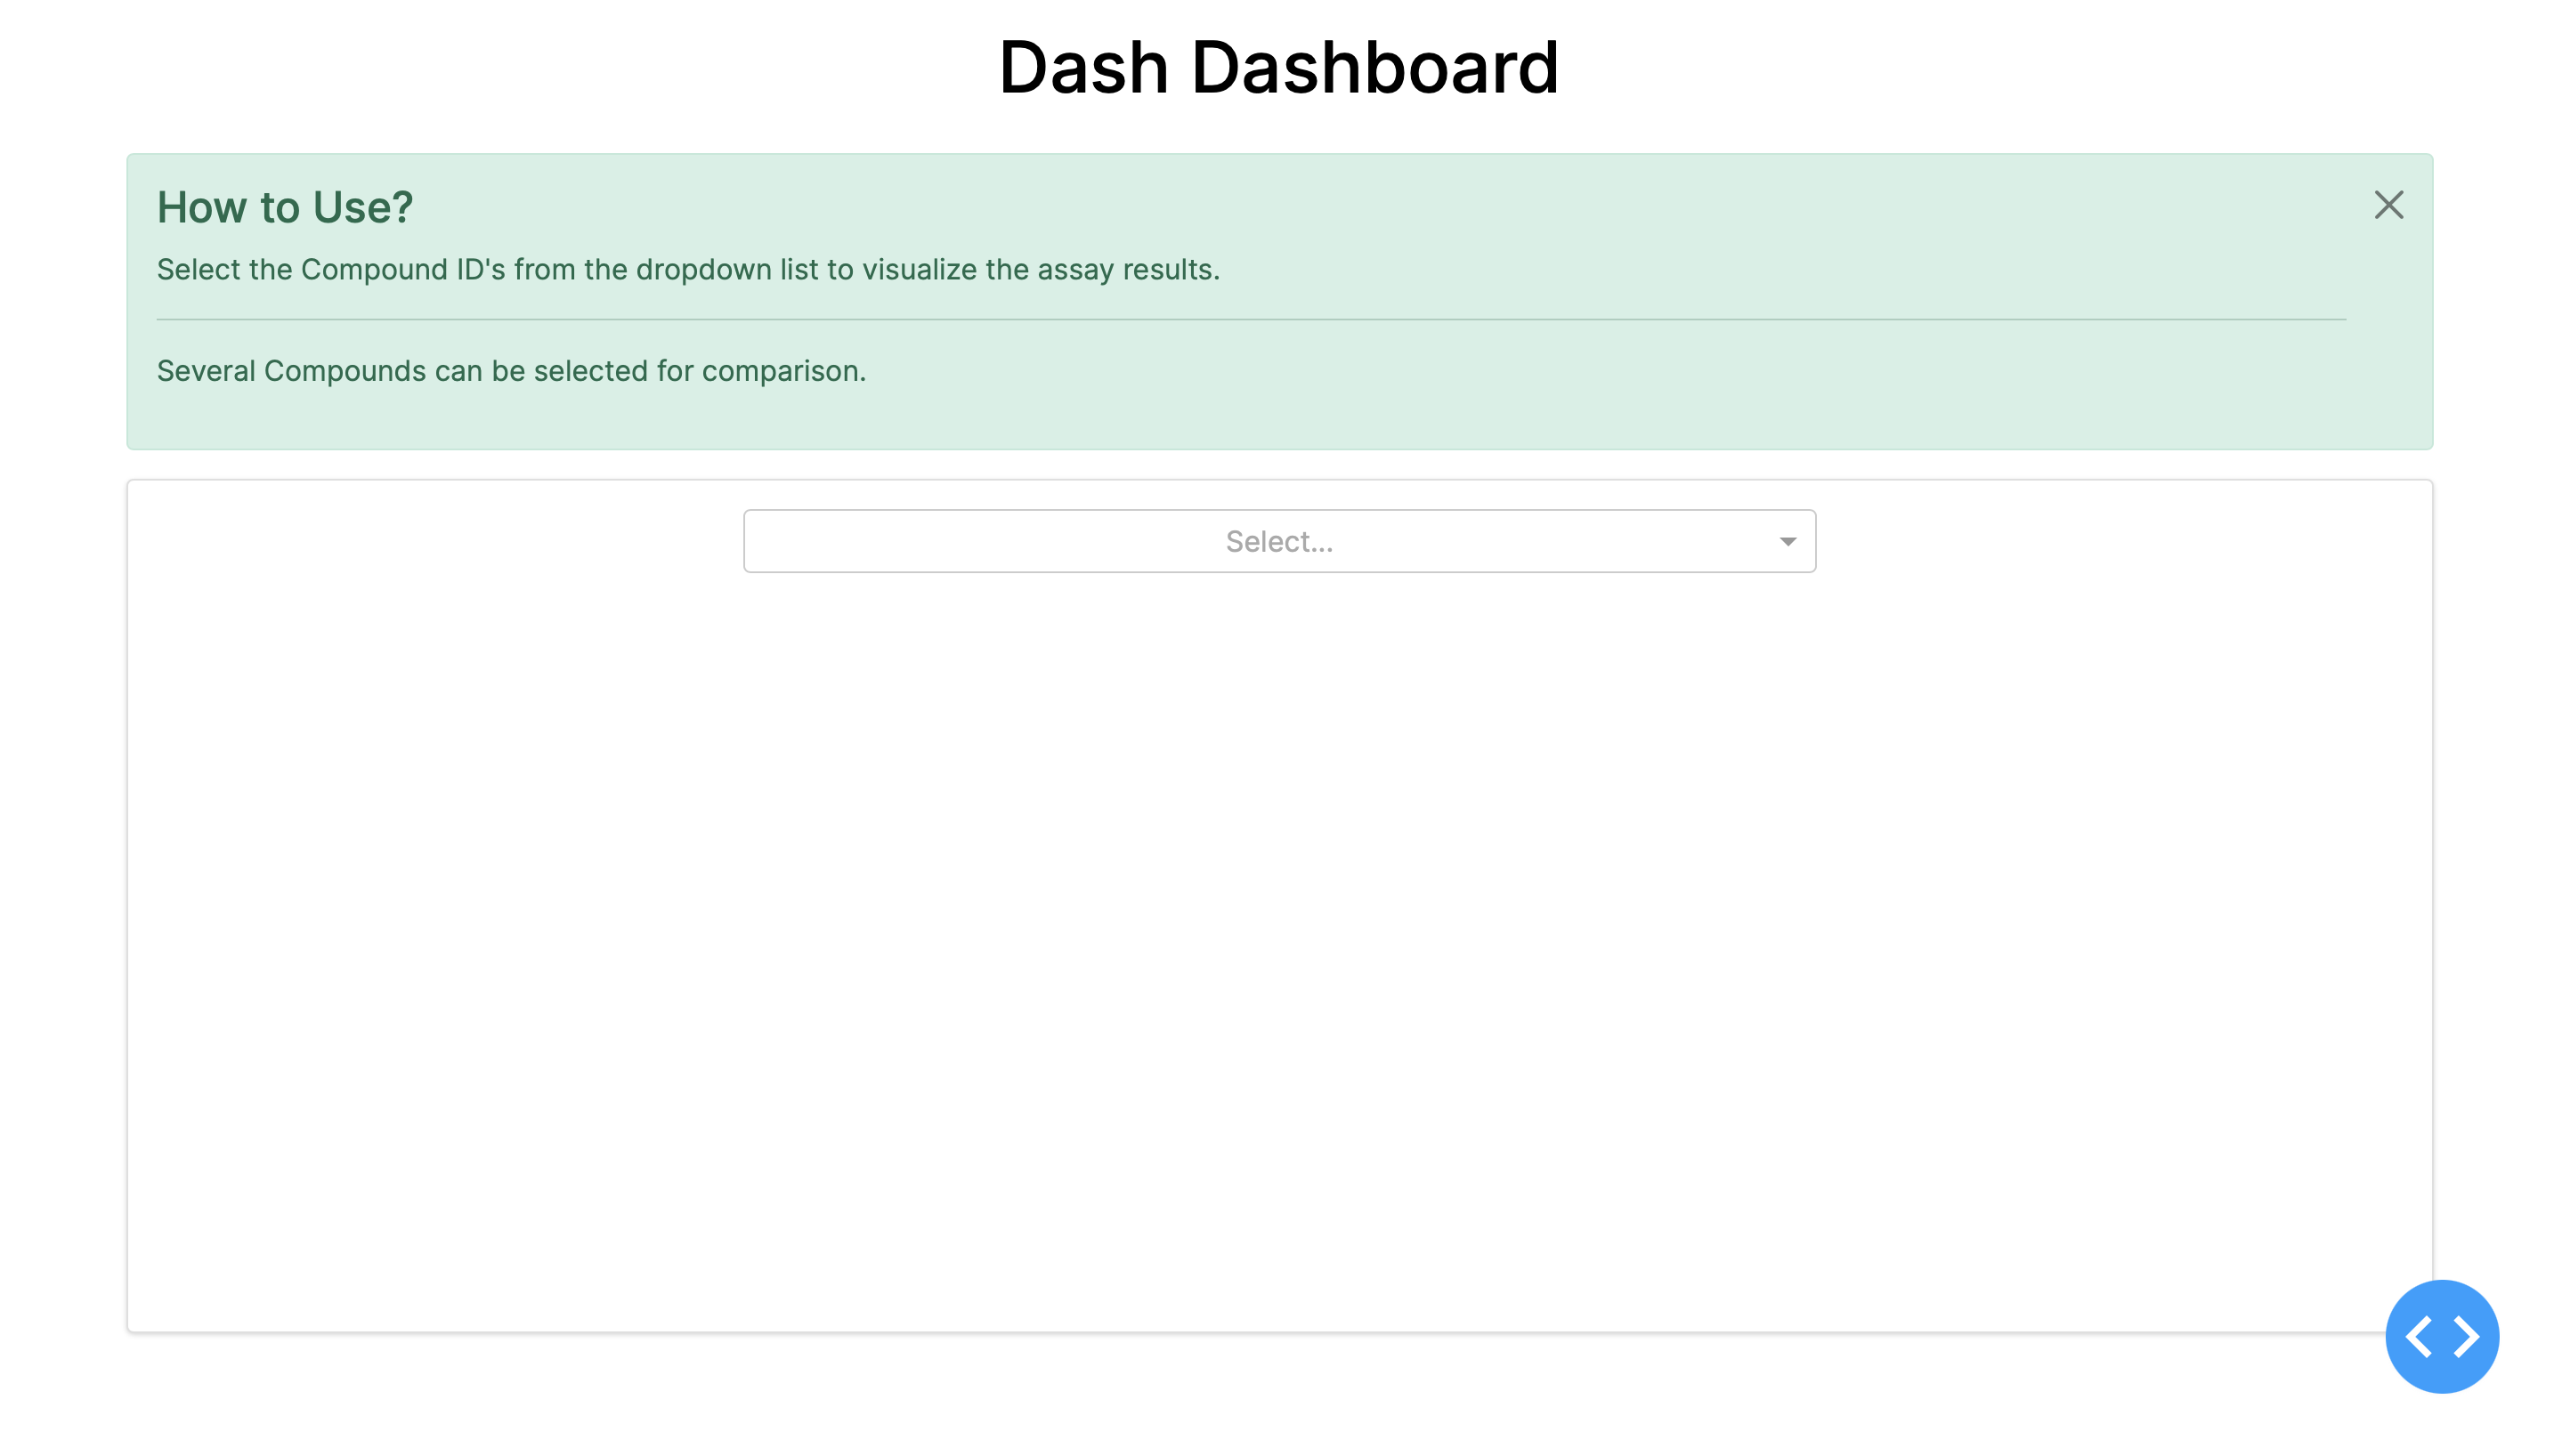 Dash Dashboard
How to Use?
Select the Compound ID's from the dropdown list to visualize the assay results.
Several Compounds can be selected for comparison.
Select...